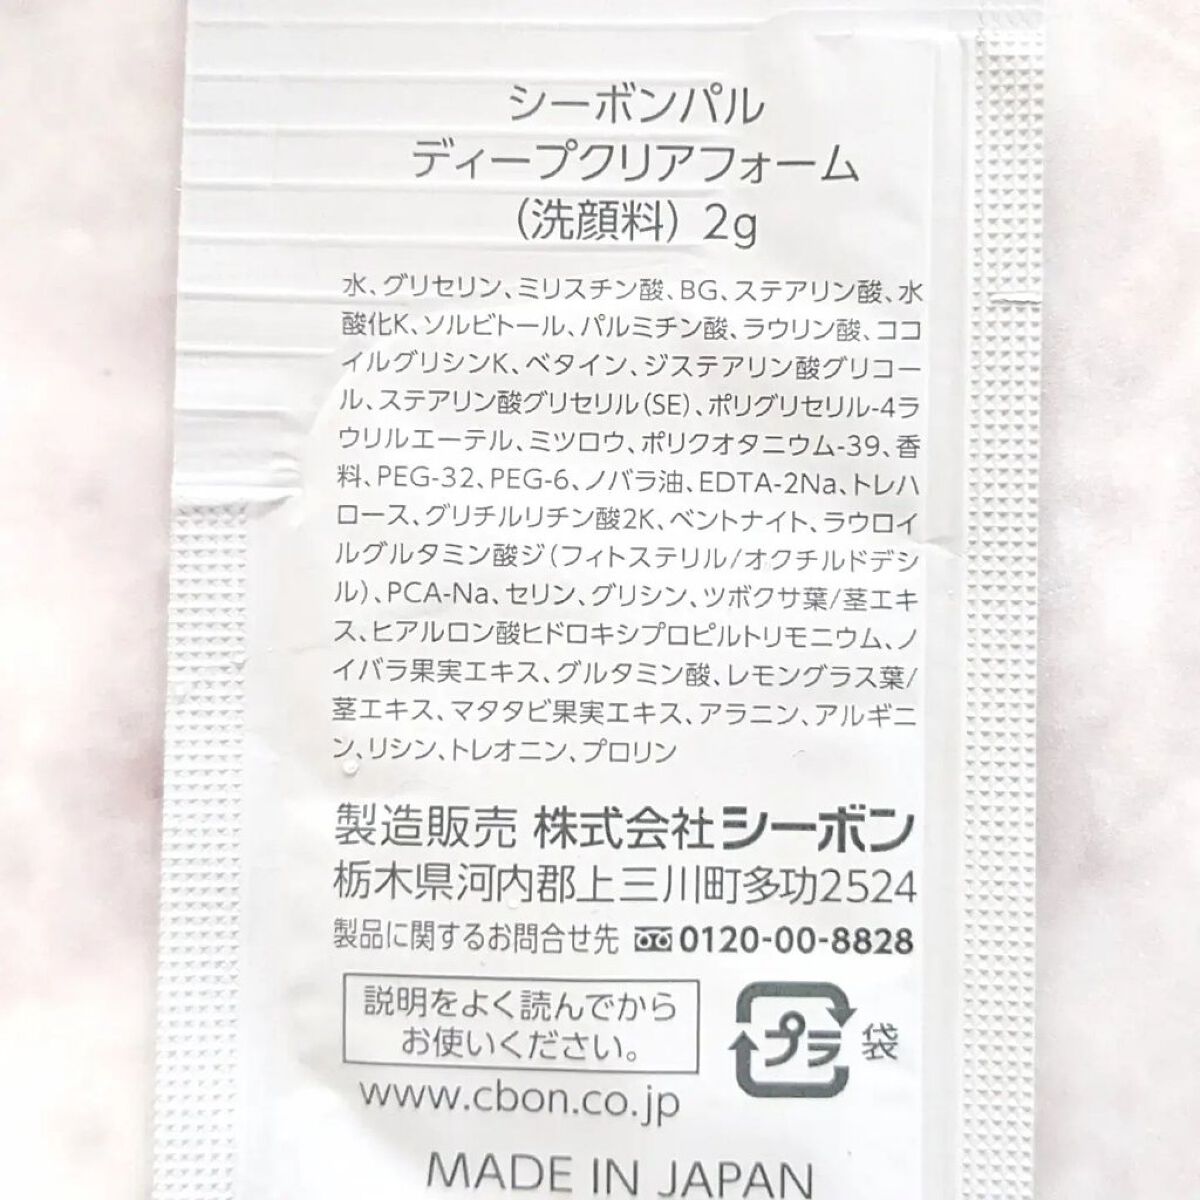 シーボンパル
ディープクリアフォーム
(洗顔料) 2g
水、グリセリン、ミリスチン酸、BG、ステアリン酸、水
酸化K、ソルビトール、パルミチン酸、ラウリン酸、ココ
イルグリシンK、ベタイン、ジステアリン酸グリコー
ル、ステアリン酸グリセリル(SE)、ポリグリセリル-4ラ
ウリルエーテル、ミツロウ、ポリクオタニウム-39、香
料、PEG-32、PEG-6、ノバラ油、EDTA-2Na、トレハ
ロース、グリチルリチン酸2K、ベントナイト、ラウロイ
ルグルタミン酸ジ(フィトステリル/オクチルドデシ
ル)、PCA-Na、セリン、グリシン、ツボクサ葉/茎エキ
ス、ヒアルロン酸ヒドロキシプロピルトリモニウム、ノ
イバラ果実エキス、グルタミン酸、レモングラス葉/
茎エキス、マタタビ果実エキス、アラニン、アルギニ
ン、リシン、トレオニン、プロリン
製造販売 株式会社シーボン
栃木県河内郡上三川町多功2524
製品に関するお問合せ先 0120-00-8828
説明をよく読んでから
お使いください。
プラ 袋
www.cbon.co.jp
MADE IN JAPAN